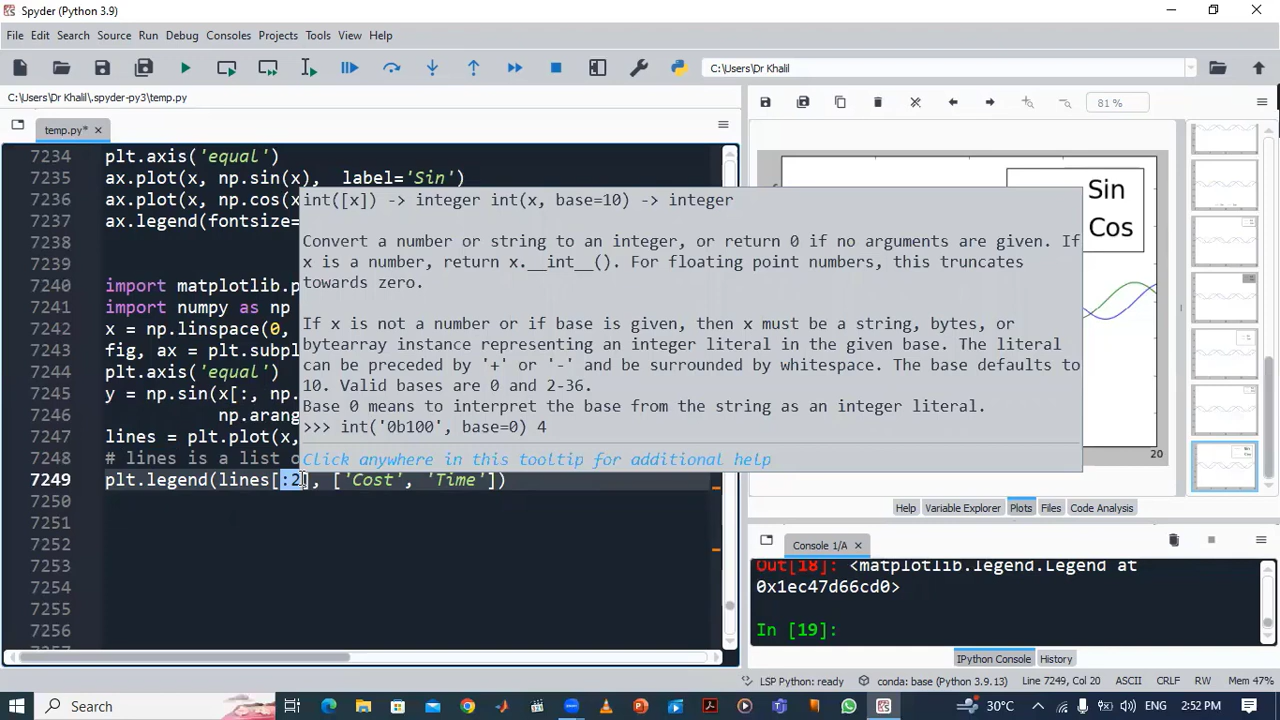 Spyder (Python 3.9)
File Edit Search Source Run Debug Consoles Projects Tools View Help
C:\Users\Dr Khalil
C:\Users\Dr Khalil\.spyder-py3\temp.py
81 %
temp.py*
7234 plt.axis('equal')
7235 ax.plot(x, np.sin(x),  label='Sin')
7236 ax.plot(x, np.cos(x
7237 ax.legend(fontsize=
7238
7239
7240 import matplotlib.p
7241 import numpy as np
7242 x = np.linspace(0,
7243 fig, ax = plt.subpl
7244 plt.axis('equal')
7245 y = np.sin(x[:, np.
7246 np.arang
7247 lines = plt.plot(x,
7248 # lines is a list o
7249 plt.legend(lines[:2], ['Cost', 'Time'])
7250
7251
7252
7253
7254
7255
7256
int([x]) -> integer int(x, base=10) -> integer
Convert a number or string to an integer, or return 0 if no arguments are given. If
x is a number, return x.__int__(). For floating point numbers, this truncates
towards zero.
If x is not a number or if base is given, then x must be a string, bytes, or
bytearray instance representing an integer literal in the given base. The literal
can be preceded by '+' or '-' and be surrounded by whitespace. The base defaults to
10. Valid bases are 0 and 2-36.
Base 0 means to interpret the base from the string as an integer literal.
>>> int('0b100', base=0) 4
Click anywhere in this tooltip for additional help
Sin
Cos
20
Help Variable Explorer Plots Files Code Analysis
Console 1/A
Out[18]: <matplotlib.legend.Legend at
0x1ec47d66cd0>
In [19]:
IPython Console History
LSP Python: ready conda: base (Python 3.9.13) Line 7249, Col 20 ASCII CRLF RW Mem 47%
Search 30°C ENG 2:52 PM